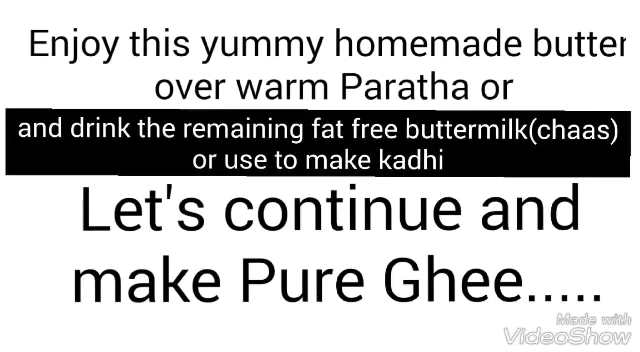 Enjoy this yummy homemade butter
over warm Paratha or
and drink the remaining fat free buttermilk(chaas)
or use to make kadhi
Let's continue and
make Pure Ghee.....
Made with
VideoShow